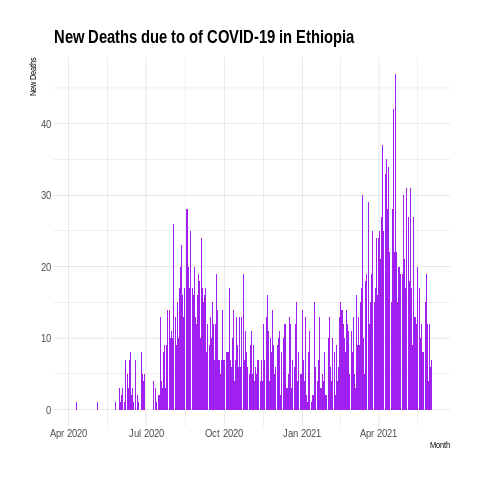 New Deaths due to of COVID-19 in Ethiopia
New Deaths
40
30
20
10
0
Apr 2020 Jul 2020 Oct 2020 Jan 2021 Apr 2021
Month